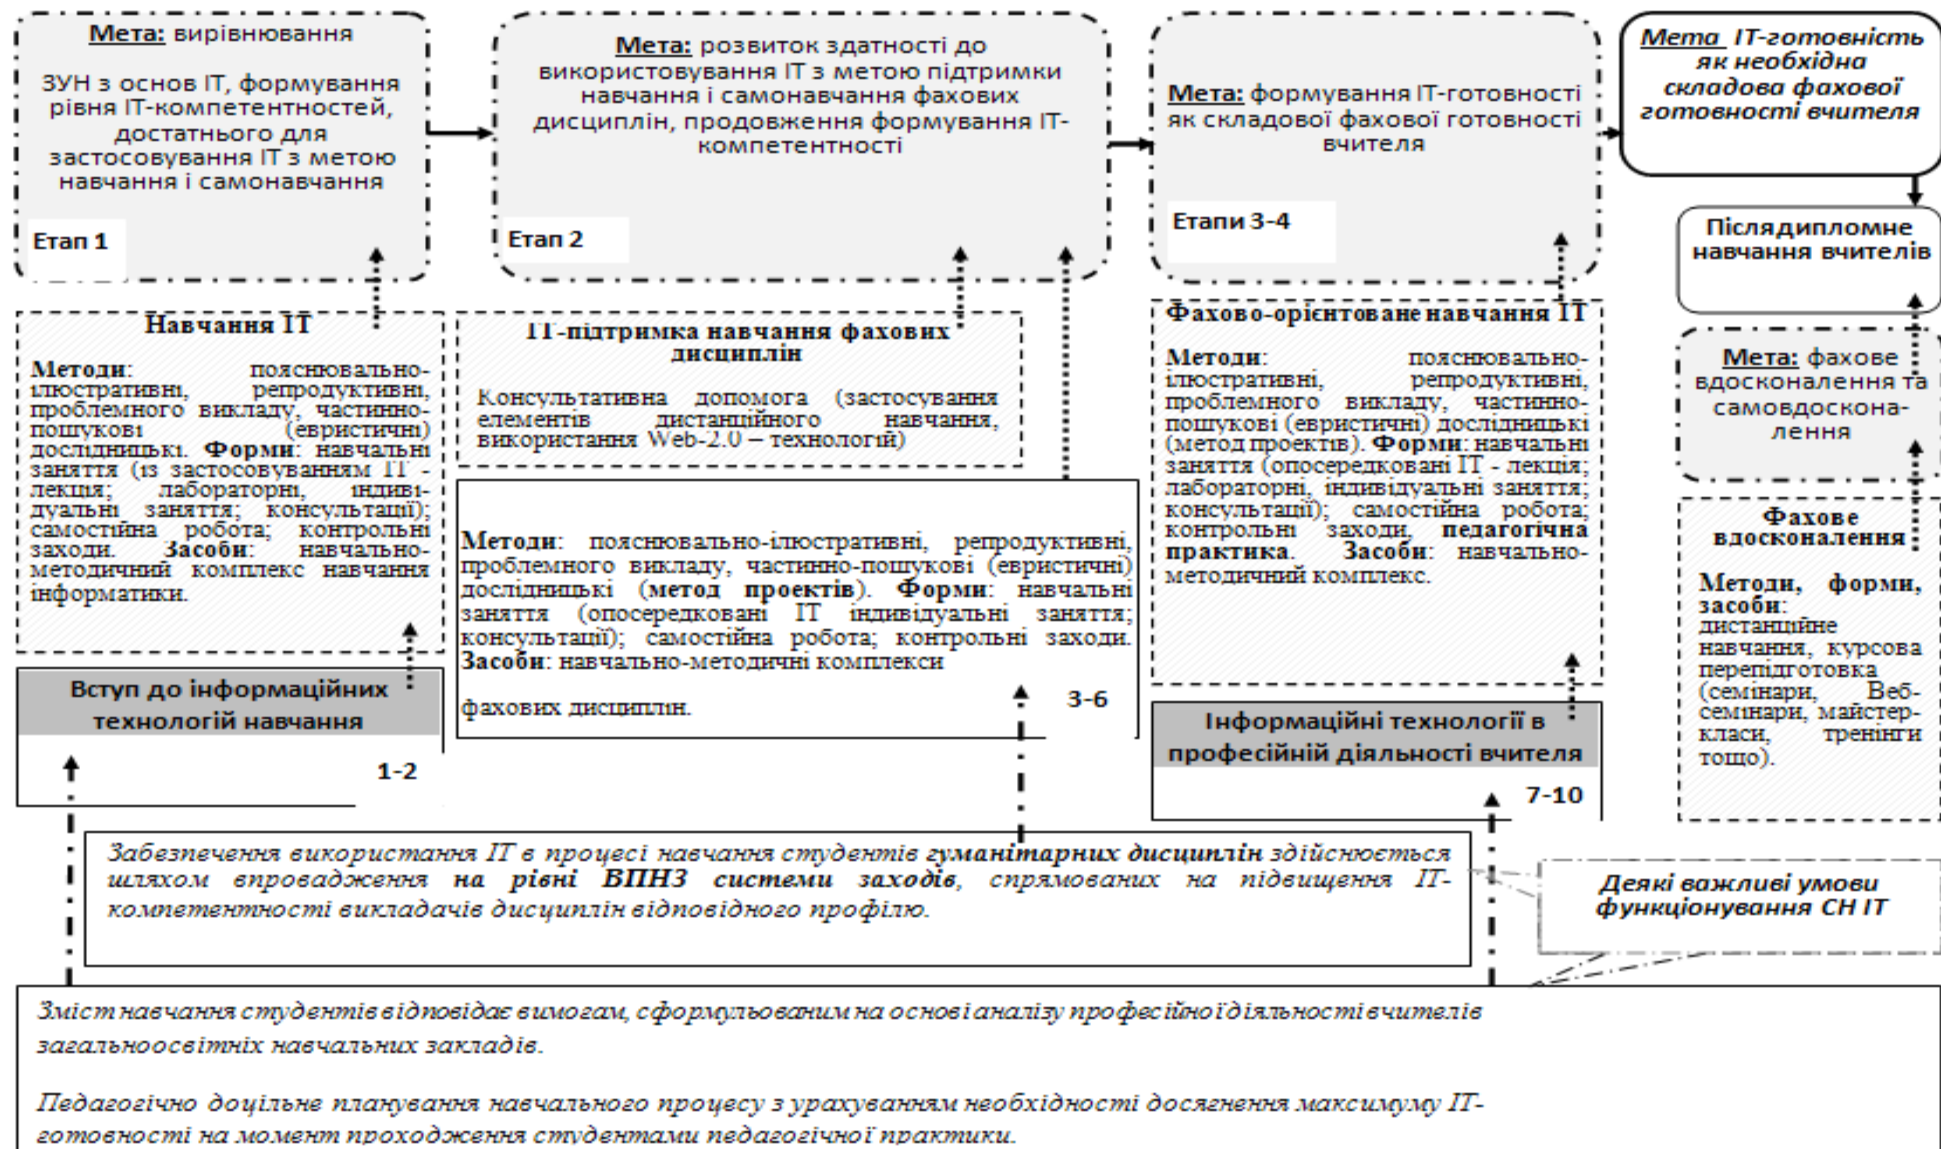 Мета: вирівнювання
ЗУН з основ ІТ, формування
рівня ІТ-компетентностей,
достатнього для
застосовування ІТ з метою
навчання і самонавчання
Етап 1
Мета: розвиток здатності до
використовування ІТ з метою підтримки
навчання і самонавчання фахових
дисциплін, продовження формування ІТ-
компетентності
Етап 2
Мета: формування ІТ-готовності
як складової фахової готовності
вчителя
Етапи 3-4
Мета ІТ-готовність
як необхідна
складова фахової
готовності вчителя
Післядипломне
навчання вчителів
Навчання ІТ
Методи: пояснювально-
ілюстративні, репродуктивні,
проблемного викладу, частинно-
пошукові (евристичні)
дослідницькі. Форми: навчальні
заняття (із застосовуванням ІТ -
лекція; лабораторні, індиві-
дуальні заняття; консультації);
самостійна робота; контрольні
заходи. Засоби: навчально-
методичний комплекс навчання
інформатики.
Вступ до інформаційних
технологій навчання
1-2
ІТ-підтримка навчання фахових
дисциплін
Консультативна допомога (застосування
елементів дистанційного навчання,
використання Web-2.0 – технологій)
Методи: пояснювально-ілюстративні, репродуктивні,
проблемного викладу, частинно-пошукові (евристичні)
дослідницькі (метод проектів). Форми: навчальні
заняття (опосередковані ІТ індивідуальні заняття;
консультації); самостійна робота; контрольні заходи.
Засоби: навчально-методичні комплекси
фахових дисциплін.
3-6
Фахово-орієнтоване навчання ІТ
Методи: пояснювально-
ілюстративні, репродуктивні,
проблемного викладу, частинно-
пошукові (евристичні) дослідницькі
(метод проектів). Форми: навчальні
заняття (опосередковані ІТ - лекція;
лабораторні, індивідуальні заняття;
консультації); самостійна робота;
контрольні заходи, педагогічна
практика. Засоби: навчально-
методичний комплекс.
Інформаційні технології в
професійній діяльності вчителя
7-10
Мета: фахове
вдосконалення та
самовдоскона-
лення
Фахове
вдосконалення
Методи, форми,
засоби:
дистанційне
навчання, курсова
перепідготовка
(семінари, Веб-
семінари, майстер-
класи, тренінги
тощо).
Забезпечення використання ІТ в процесі навчання студентів гуманітарних дисциплін здійснюється
шляхом впровадження на рівні ВПНЗ системи заходів, спрямованих на підвищення ІТ-
компетентності викладачів дисциплін відповідного профілю.
Деякі важливі умови
функціонування СН ІТ
Зміст навчання студентів відповідає вимогам, сформульованим на основі аналізу професійної діяльності вчителів
загальноосвітніх навчальних закладів.
Педагогічно доцільне планування навчального процесу з урахуванням необхідності досягнення максимуму ІТ-
готовності на момент проходження студентами педагогічної практики.